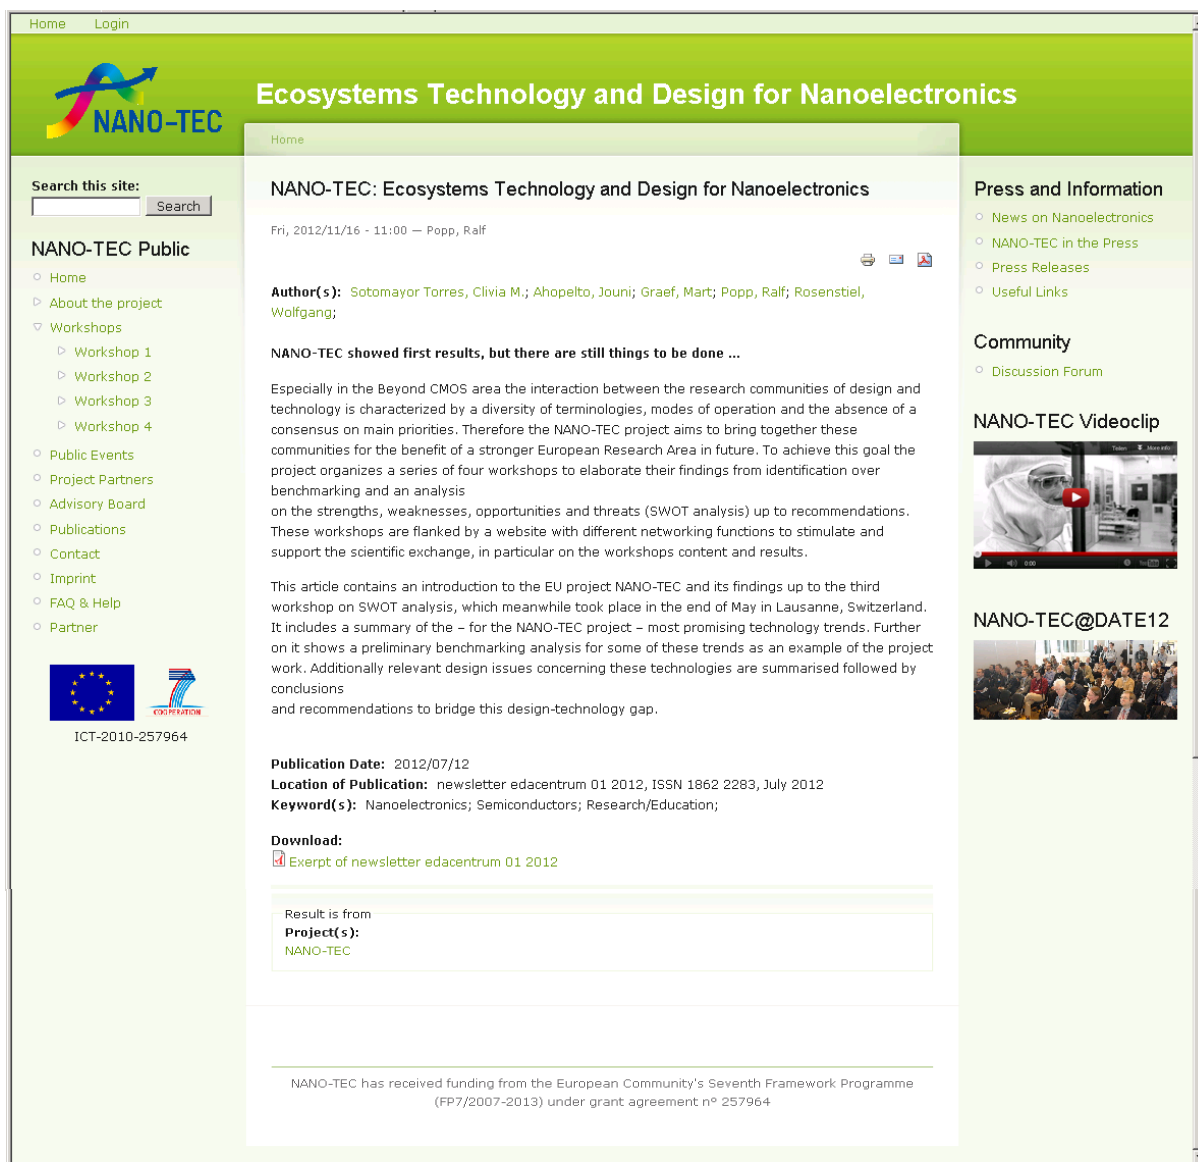 Home Login
NANO-TEC
Ecosystems Technology and Design for Nanoelectronics
Home
Search this site:
Search
NANO-TEC Public
Home
About the project
Workshops
Workshop 1
Workshop 2
Workshop 3
Workshop 4
Public Events
Project Partners
Advisory Board
Publications
Contact
Imprint
FAQ & Help
Partner
7
COOPERATION
ICT-2010-257964
NANO-TEC: Ecosystems Technology and Design for Nanoelectronics
Fri, 2012/11/16 - 11:00 — Popp, Ralf
Author(s): Sotomayor Torres, Clivia M.; Ahopelto, Jouni; Graef, Mart; Popp, Ralf; Rosenstiel,
Wolfgang;
NANO-TEC showed first results, but there are still things to be done ...
Especially in the Beyond CMOS area the interaction between the research communities of design and
technology is characterized by a diversity of terminologies, modes of operation and the absence of a
consensus on main priorities. Therefore the NANO-TEC project aims to bring together these
communities for the benefit of a stronger European Research Area in future. To achieve this goal the
project organizes a series of four workshops to elaborate their findings from identification over
benchmarking and an analysis
on the strengths, weaknesses, opportunities and threats (SWOT analysis) up to recommendations.
These workshops are flanked by a website with different networking functions to stimulate and
support the scientific exchange, in particular on the workshops content and results.
This article contains an introduction to the EU project NANO-TEC and its findings up to the third
workshop on SWOT analysis, which meanwhile took place in the end of May in Lausanne, Switzerland.
It includes a summary of the – for the NANO-TEC project – most promising technology trends. Further
on it shows a preliminary benchmarking analysis for some of these trends as an example of the project
work. Additionally relevant design issues concerning these technologies are summarised followed by
conclusions
and recommendations to bridge this design-technology gap.
Publication Date: 2012/07/12
Location of Publication: newsletter edacentrum 01 2012, ISSN 1862 2283, July 2012
Keyword(s): Nanoelectronics; Semiconductors; Research/Education;
Download:
Exerpt of newsletter edacentrum 01 2012
Result is from
Project(s):
NANO-TEC
NANO-TEC has received funding from the European Community's Seventh Framework Programme
(FP7/2007-2013) under grant agreement nº 257964
Press and Information
News on Nanoelectronics
NANO-TEC in the Press
Press Releases
Useful Links
Community
Discussion Forum
NANO-TEC Videoclip
Teilen More info
0:00 YouTube
NANO-TEC@DATE12